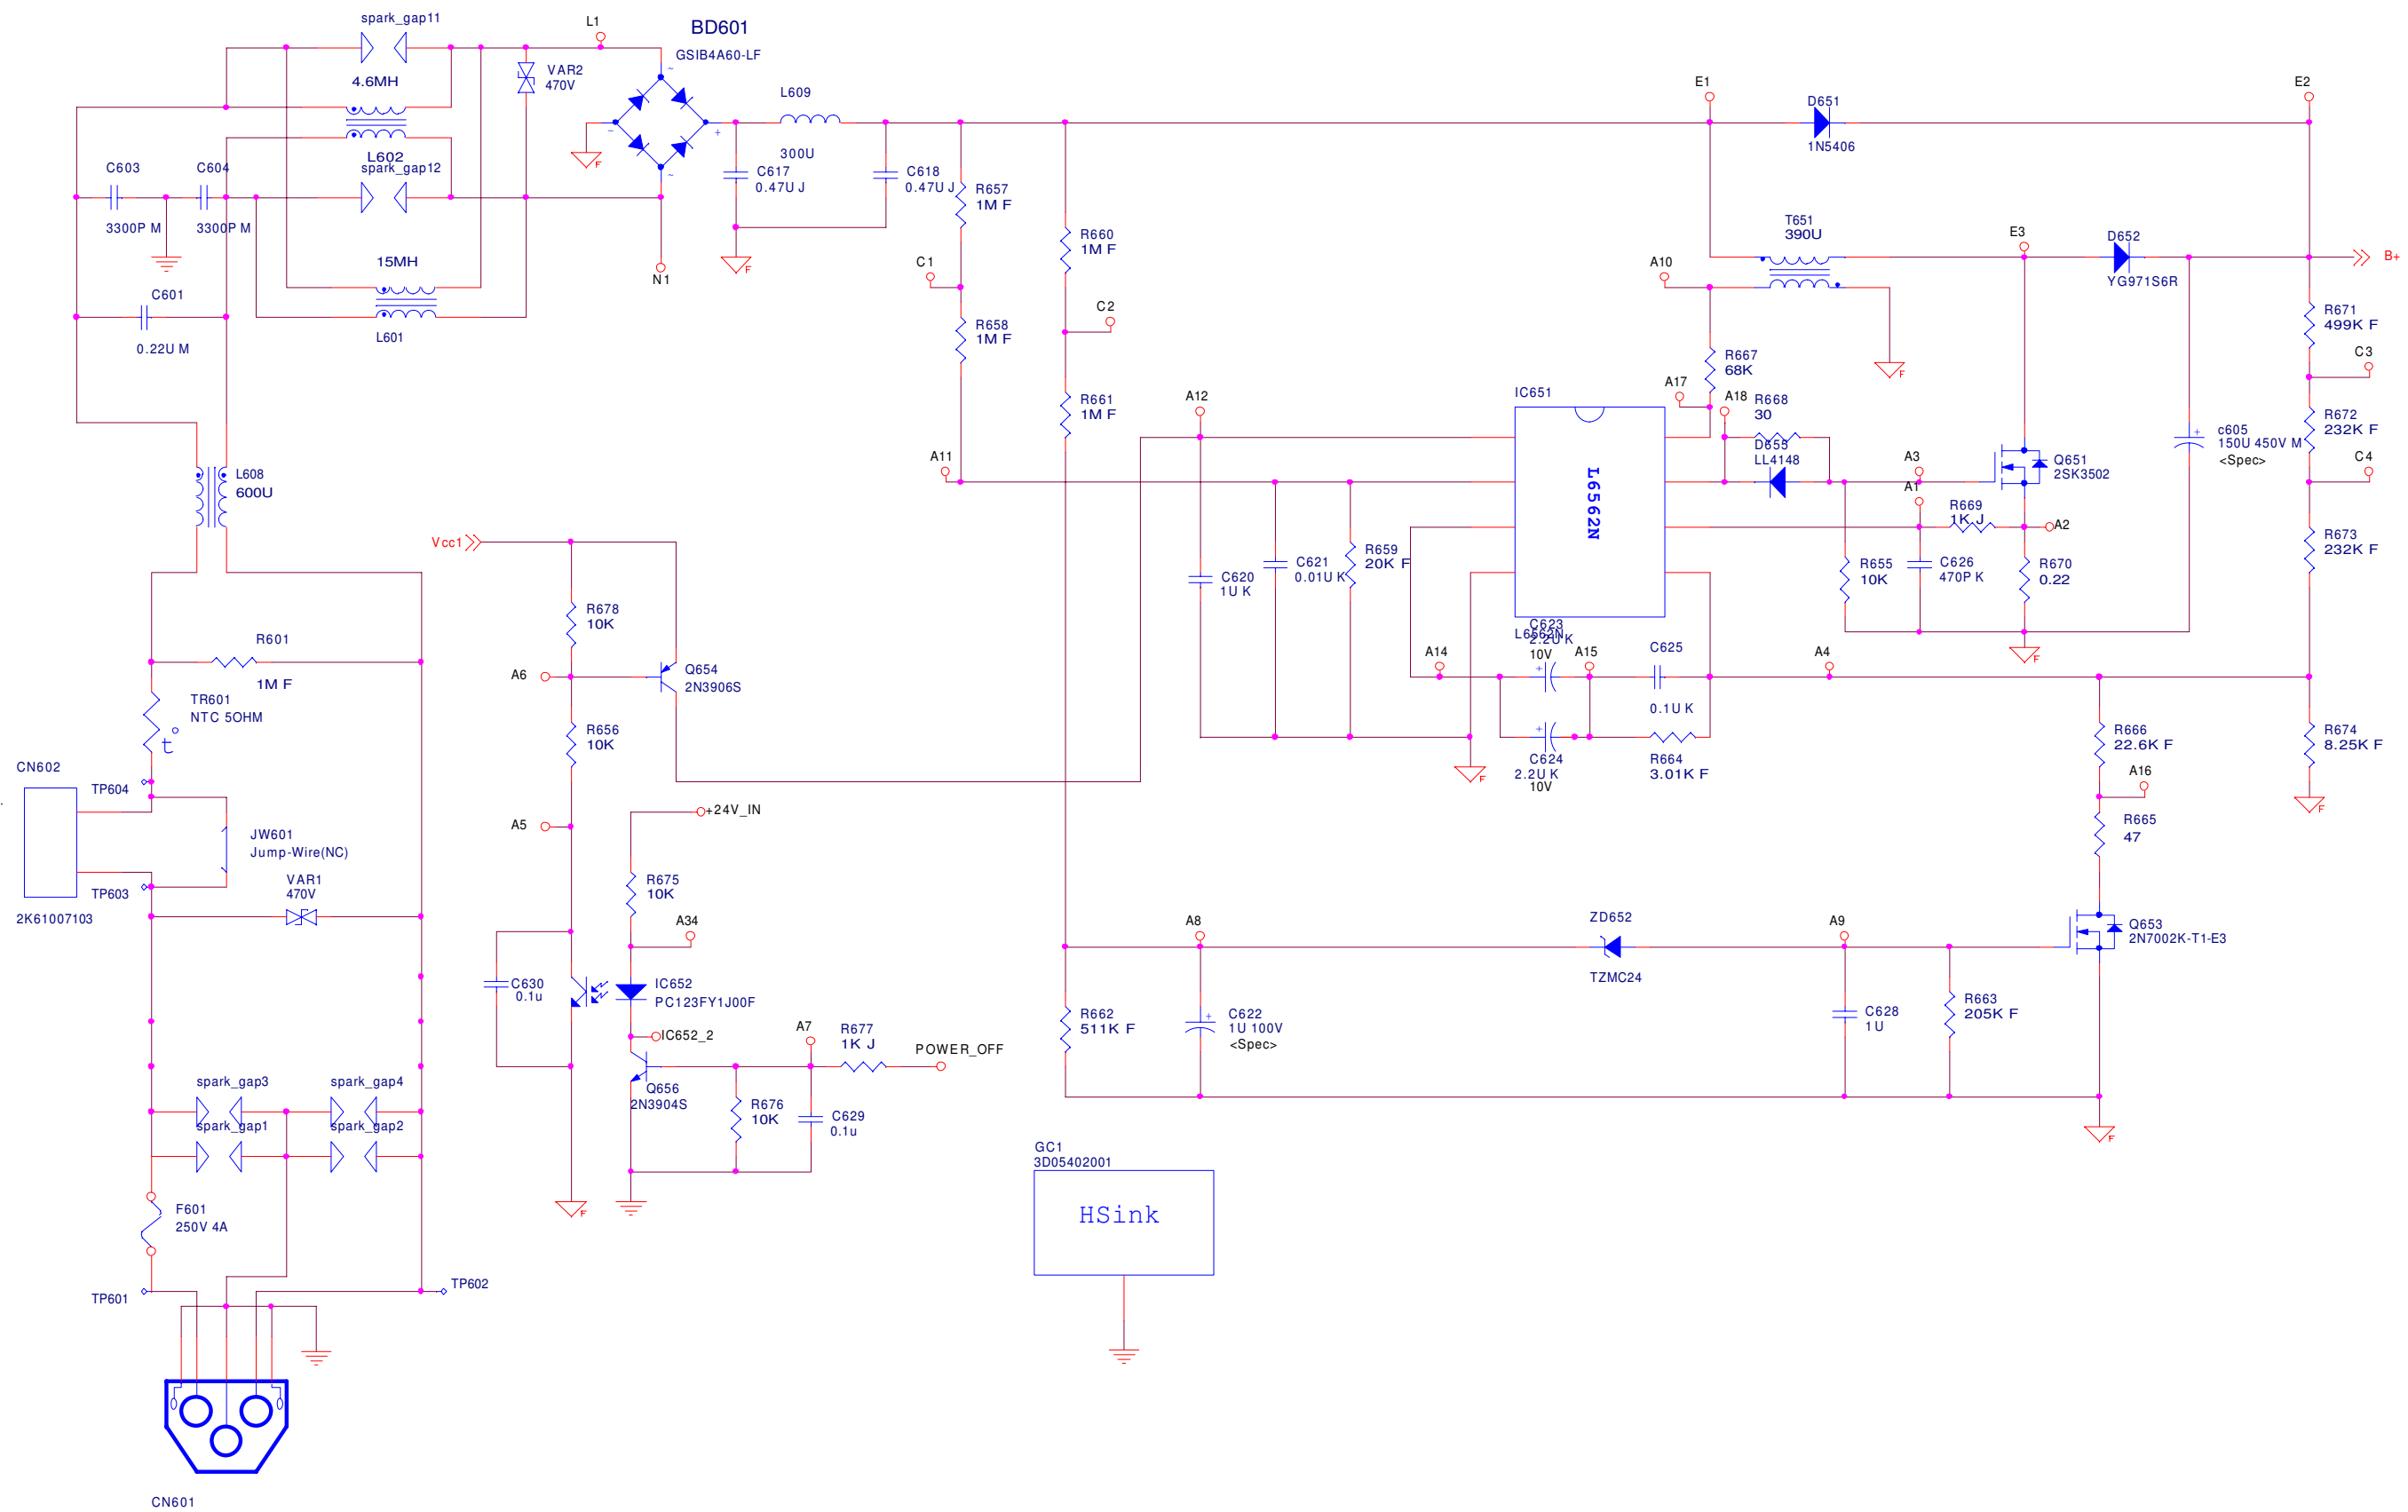 spark_gap11
L1
BD601
GSIB4A60-LF
~
VAR2
470V
4.6MH
L609
E1
D651
E2
300U
1N5406
L602
spark_gap12
C603
C604
C617
0.47U J
C618
0.47U J
R657
1M F
3300P M
3300P M
F
~
N1
F
R660
1M F
T651
390U
E3
D652
B+
YG971S6R
15MH
C1
A10
C601
0.22U M
L601
R658
1M F
C2
R671
499K F
C3
F
R667
68K
IC651
A17
A18
R668
30
A12
R661
1M F
R672
232K F
c605
150U 450V M
<Spec>
D655
LL4148
A3
Q651
2SK3502
C4
A11
A1
L608
600U
L6562N
R669
1K J
A2
Vcc1
R673
232K F
R659
20K F
C621
0.01U K
C620
1U K
R655
10K
C626
470P K
R670
0.22
R678
10K
R601
1M F
C623
2.2U K
L6562N
10V
A14
A15
C625
A4
F
A6
Q654
2N3906S
TR601
NTC 5OHM
t°
0.1U K
R656
10K
R666
22.6K F
R674
8.25K F
C624
2.2U K
10V
R664
3.01K F
F
CN602
TP604
A16
+24V_IN
F
A5
R665
47
JW601
Jump-Wire(NC)
VAR1
470V
TP603
R675
10K
2K61007103
A34
A8
ZD652
A9
Q653
2N7002K-T1-E3
TZMC24
C630
0.1u
IC652
PC123FY1J00F
R662
511K F
C622
1U 100V
<Spec>
C628
1U
R663
205K F
IC652_2
A7
R677
1K J
POWER_OFF
spark_gap3
spark_gap4
Q656
2N3904S
R676
10K
C629
0.1u
spark_gap1
spark_gap2
F
GC1
3D05402001
F601
250V 4A
F
HSink
TP601
TP602
CN601